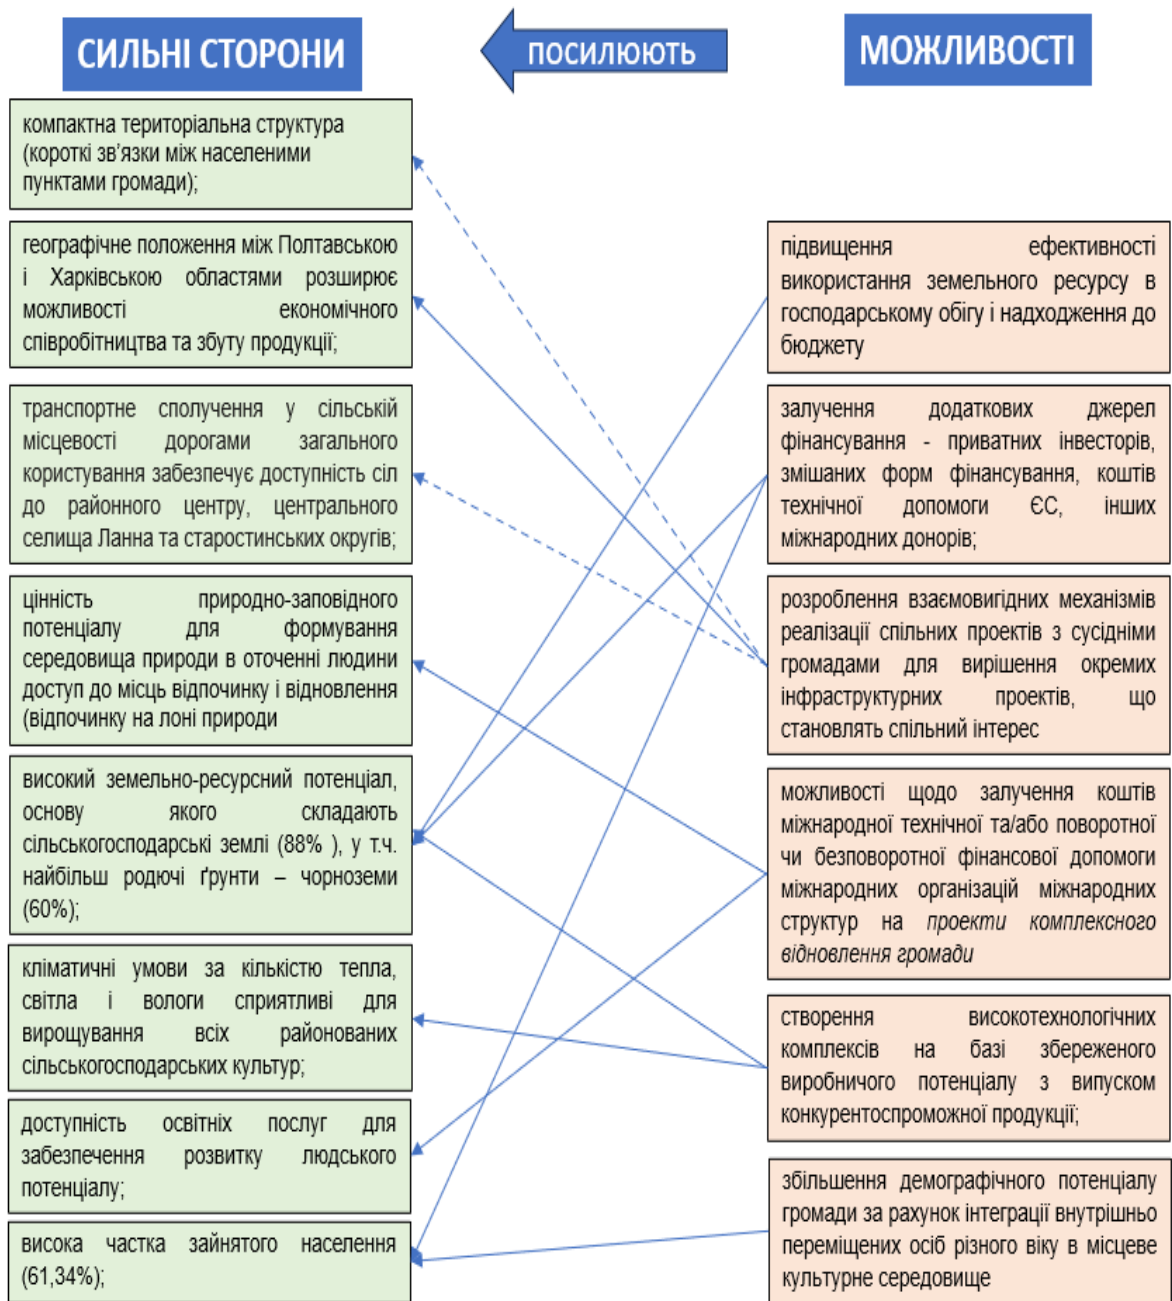 СИЛЬНІ СТОРОНИ
посилюють
МОЖЛИВОСТІ
компактна територіальна структура
(короткі зв’язки між населеними
пунктами громади);
географічне положення між Полтавською
і Харківською областями розширює
можливості економічного
співробітництва та збуту продукції;
транспортне сполучення у сільській
місцевості дорогами загального
користування забезпечує доступність сіл
до районного центру, центрального
селища Ланна та старостинських округів;
цінність природно-заповідного
потенціалу для формування
середовища природи в оточенні людини
доступ до місць відпочинку і відновлення
(відпочинку на лоні природи
високий земельно-ресурсний потенціал,
основу якого складають
сільськогосподарські землі (88% ), у т.ч.
найбільш родючі ґрунти – чорноземи
(60%);
кліматичні умови за кількістю тепла,
світла і вологи сприятливі для
вирощування всіх районованих
сільськогосподарських культур;
доступність освітніх послуг для
забезпечення розвитку людського
потенціалу;
висока частка зайнятого населення
(61,34%);
підвищення ефективності
використання земельного ресурсу в
господарському обігу і надходження до
бюджету
залучення додаткових джерел
фінансування - приватних інвесторів,
змішаних форм фінансування, коштів
технічної допомоги ЄС, інших
міжнародних донорів;
розроблення взаємовигідних механізмів
реалізації спільних проектів з сусідніми
громадами для вирішення окремих
інфраструктурних проектів, що
становлять спільний інтерес
можливості щодо залучення коштів
міжнародної технічної та/або поворотної
чи безповоротної фінансової допомоги
міжнародних організацій міжнародних
структур на проекти комплексного
відновлення громади
створення високотехнологічних
комплексів на базі збереженого
виробничого потенціалу з випуском
конкурентоспроможної продукції;
збільшення демографічного потенціалу
громади за рахунок інтеграції внутрішньо
переміщених осіб різного віку в місцеве
культурне середовище